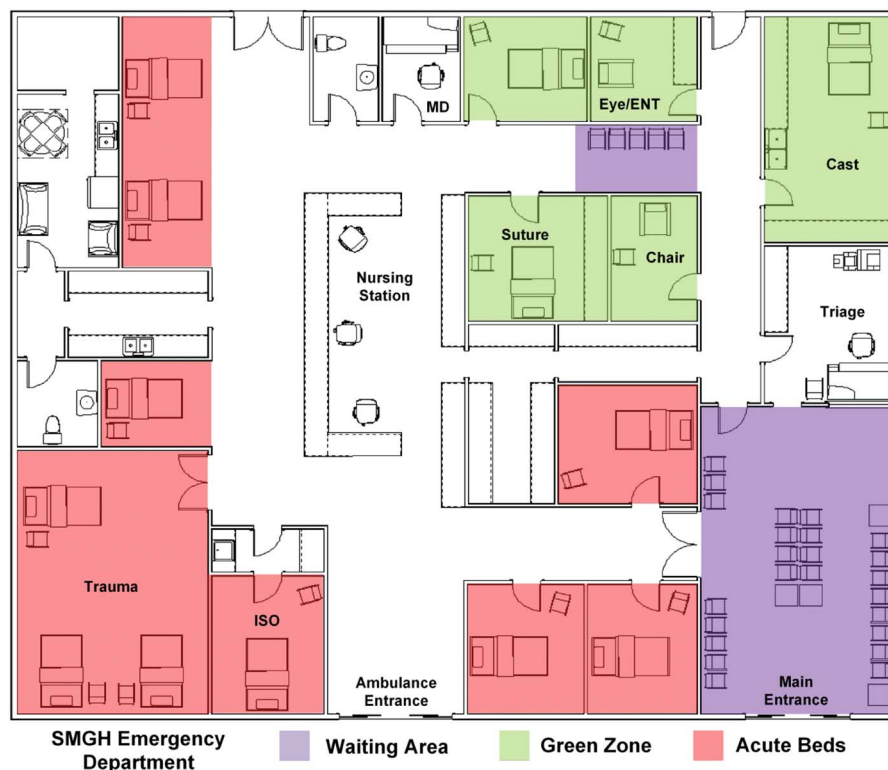 MD
Eye/ENT
Cast
Suture
Chair
Nursing
Station
Triage
Trauma
ISO
Ambulance
Entrance
Main
Entrance
SMGH Emergency
Department
Waiting Area
Green Zone
Acute Beds